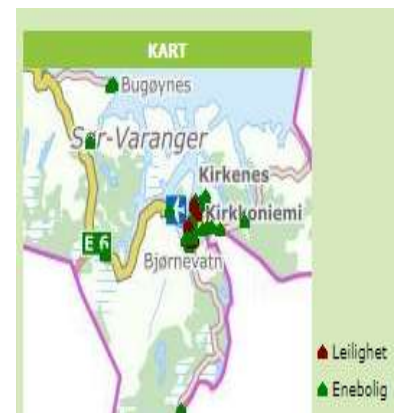 KART
Bugøynes
Sør-Varanger
Kirkenes
Kirkkoniemi
E 6
Bjørnevatn
Leilighet
Enebolig